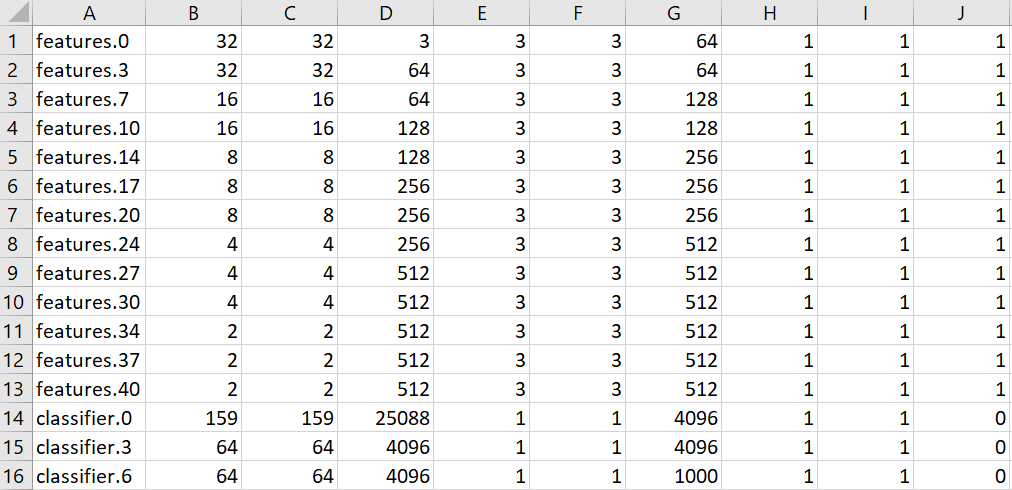 A B C D E F G H I J
1 features.0 32 32 3 3 3 64 1 1 1
2 features.3 32 32 64 3 3 64 1 1 1
3 features.7 16 16 64 3 3 128 1 1 1
4 features.10 16 16 128 3 3 128 1 1 1
5 features.14 8 8 128 3 3 256 1 1 1
6 features.17 8 8 256 3 3 256 1 1 1
7 features.20 8 8 256 3 3 256 1 1 1
8 features.24 4 4 256 3 3 512 1 1 1
9 features.27 4 4 512 3 3 512 1 1 1
10 features.30 4 4 512 3 3 512 1 1 1
11 features.34 2 2 512 3 3 512 1 1 1
12 features.37 2 2 512 3 3 512 1 1 1
13 features.40 2 2 512 3 3 512 1 1 1
14 classifier.0 159 159 25088 1 1 4096 1 1 0
15 classifier.3 64 64 4096 1 1 4096 1 1 0
16 classifier.6 64 64 4096 1 1 1000 1 1 0